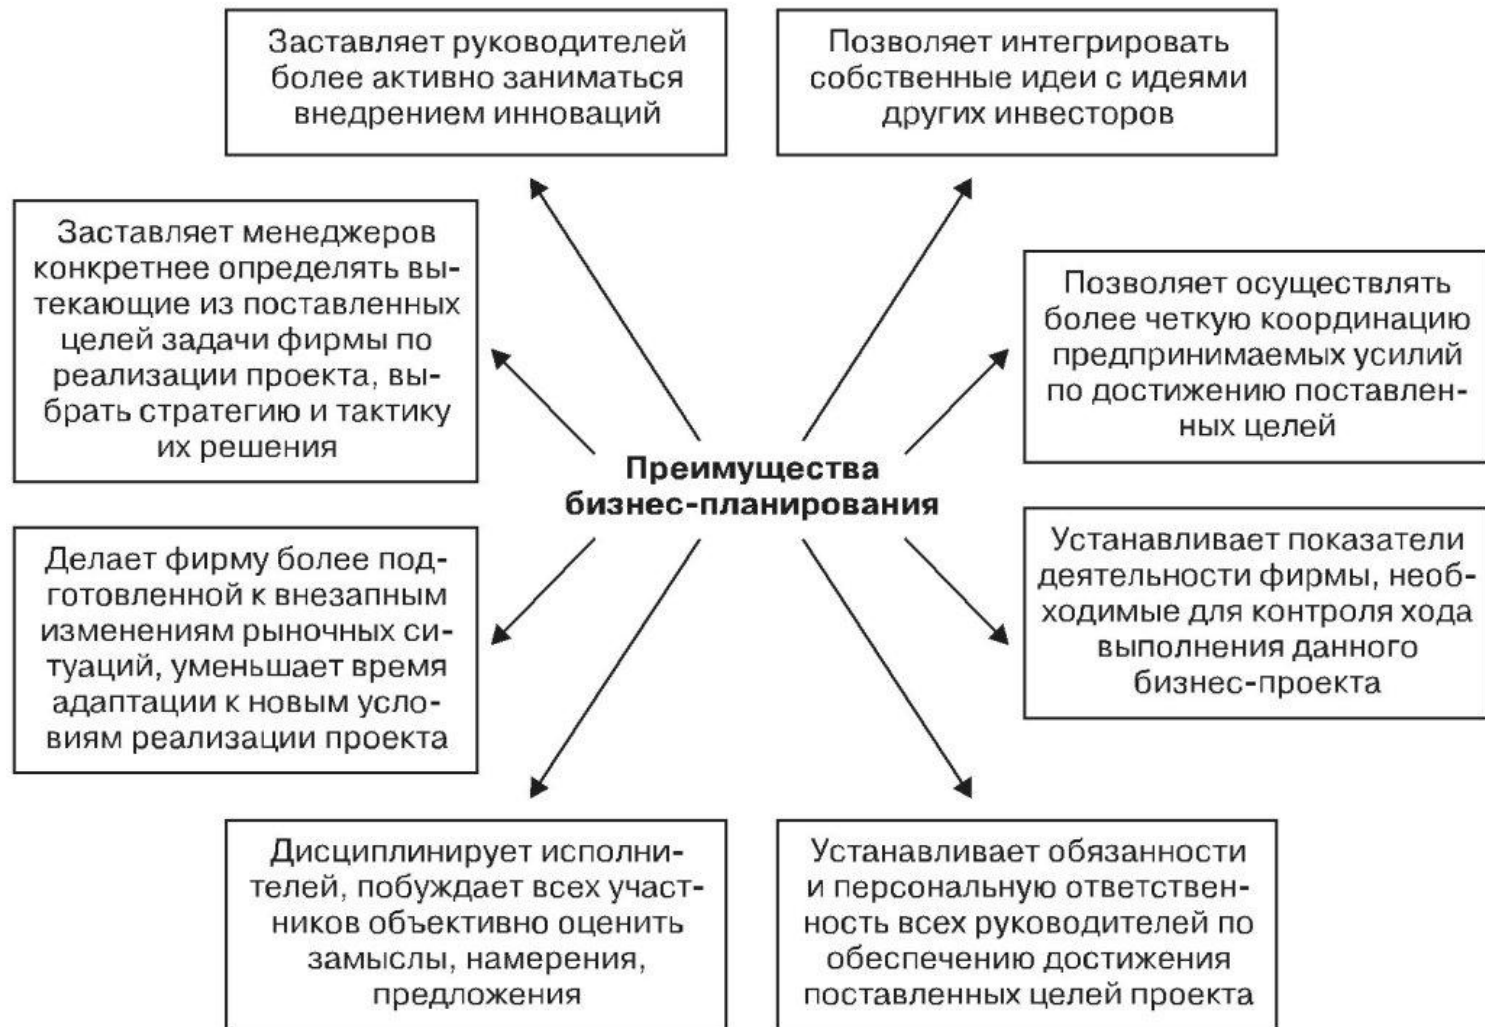 Заставляет руководителей
более активно заниматься
внедрением инноваций
Позволяет интегрировать
собственные идеи с идеями
других инвесторов
Заставляет менеджеров
конкретнее определять вы-
текающие из поставленных
целей задачи фирмы по
реализации проекта, вы-
брать стратегию и тактику
их решения
Позволяет осуществлять
более четкую координацию
предпринимаемых усилий
по достижению поставлен-
ных целей
Преимущества
бизнес-планирования
Делает фирму более под-
готовленной к внезапным
изменениям рыночных си-
туаций, уменьшает время
адаптации к новым усло-
виям реализации проекта
Устанавливает показатели
деятельности фирмы, необ-
ходимые для контроля хода
выполнения данного
бизнес-проекта
Дисциплинирует исполни-
телей, побуждает всех участ-
ников объективно оценить
замыслы, намерения,
предложения
Устанавливает обязанности
и персональную ответствен-
ность всех руководителей по
обеспечению достижения
поставленных целей проекта